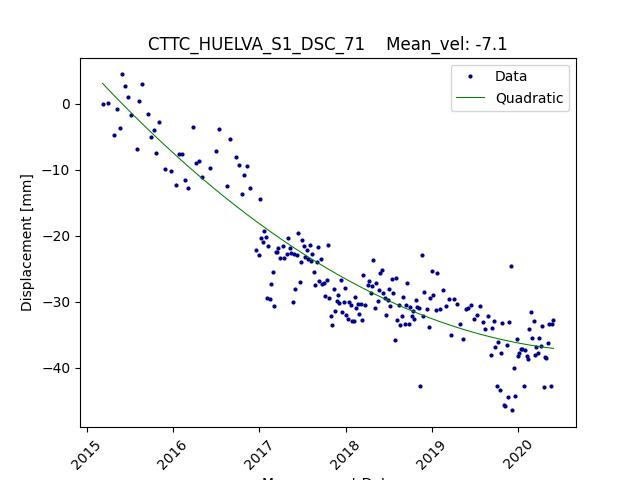 CTTC_HUELVA_S1_DSC_71 Mean_vel: -7.1
Data
Quadratic
Displacement [mm]
0
−10
−20
−30
−40
2015
2016
2017
2018
2019
2020